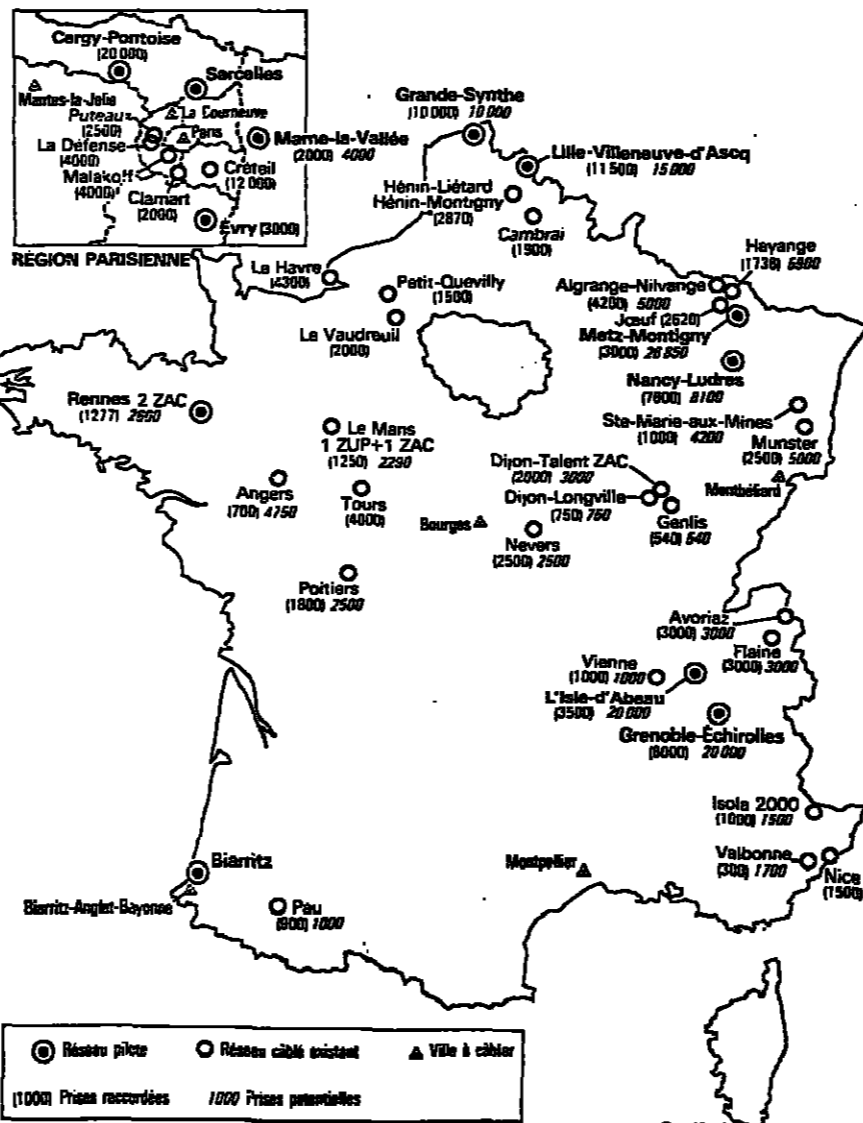 Cergy-Pontoise
(20 000)
Sarcelles
Mantes-la-Jolie
La Courneuve
Puteaux
(2500)
Paris
La Défense
(4000)
Marne-la-Vallée
(2000) 4000
Malakoff
(4000)
Créteil
(12 000)
Clamart
(2000)
Évry (3000)
RÉGION PARISIENNE
Grande-Synthe
(10 000) 10 000
Lille-Villeneuve-d'Ascq
(11 500) 15 000
Hénin-Liétard
Hénin-Montigny
(2870)
Cambrai
(1900)
Hayange
(1738) 5900
Le Havre
(4300)
Petit-Quevilly
(1500)
Algrange-Nilvange
(4200) 5000
Jœuf (2620)
Le Vaudreuil
(2000)
Metz-Montigny
(3000) 26 850
Nancy-Ludres
(7600) 8100
Rennes 2 ZAC
(1277) 2600
Ste-Marie-aux-Mines
(1000) 4200
Le Mans
1 ZUP+1 ZAC
(1250) 2290
Munster
(2500) 5000
Dijon-Talent ZAC
(2000) 3000
Montbéliard
Angers
(700) 4750
Tours
(4000)
Dijon-Longville
(750) 750
Genlis
(540) 540
Bourges
Nevers
(2500) 2500
Poitiers
(1800) 2500
Avoriaz
(3000) 3000
Flaine
(3000) 3000
Vienne
(1000) 1000
L'Isle-d'Abeau
(3500) 20 000
Grenoble-Échirolles
(8000) 20 000
Isola 2000
(1000) 1500
Biarritz
Montpellier
Valbonne
(300) 1700
Nice
(1500)
Biarritz-Anglet-Bayonne
Pau
(900) 1000
Réseau pilote Réseau câblé existant Ville à câbler
(1000) Prises raccordées 1000 Prises potentielles